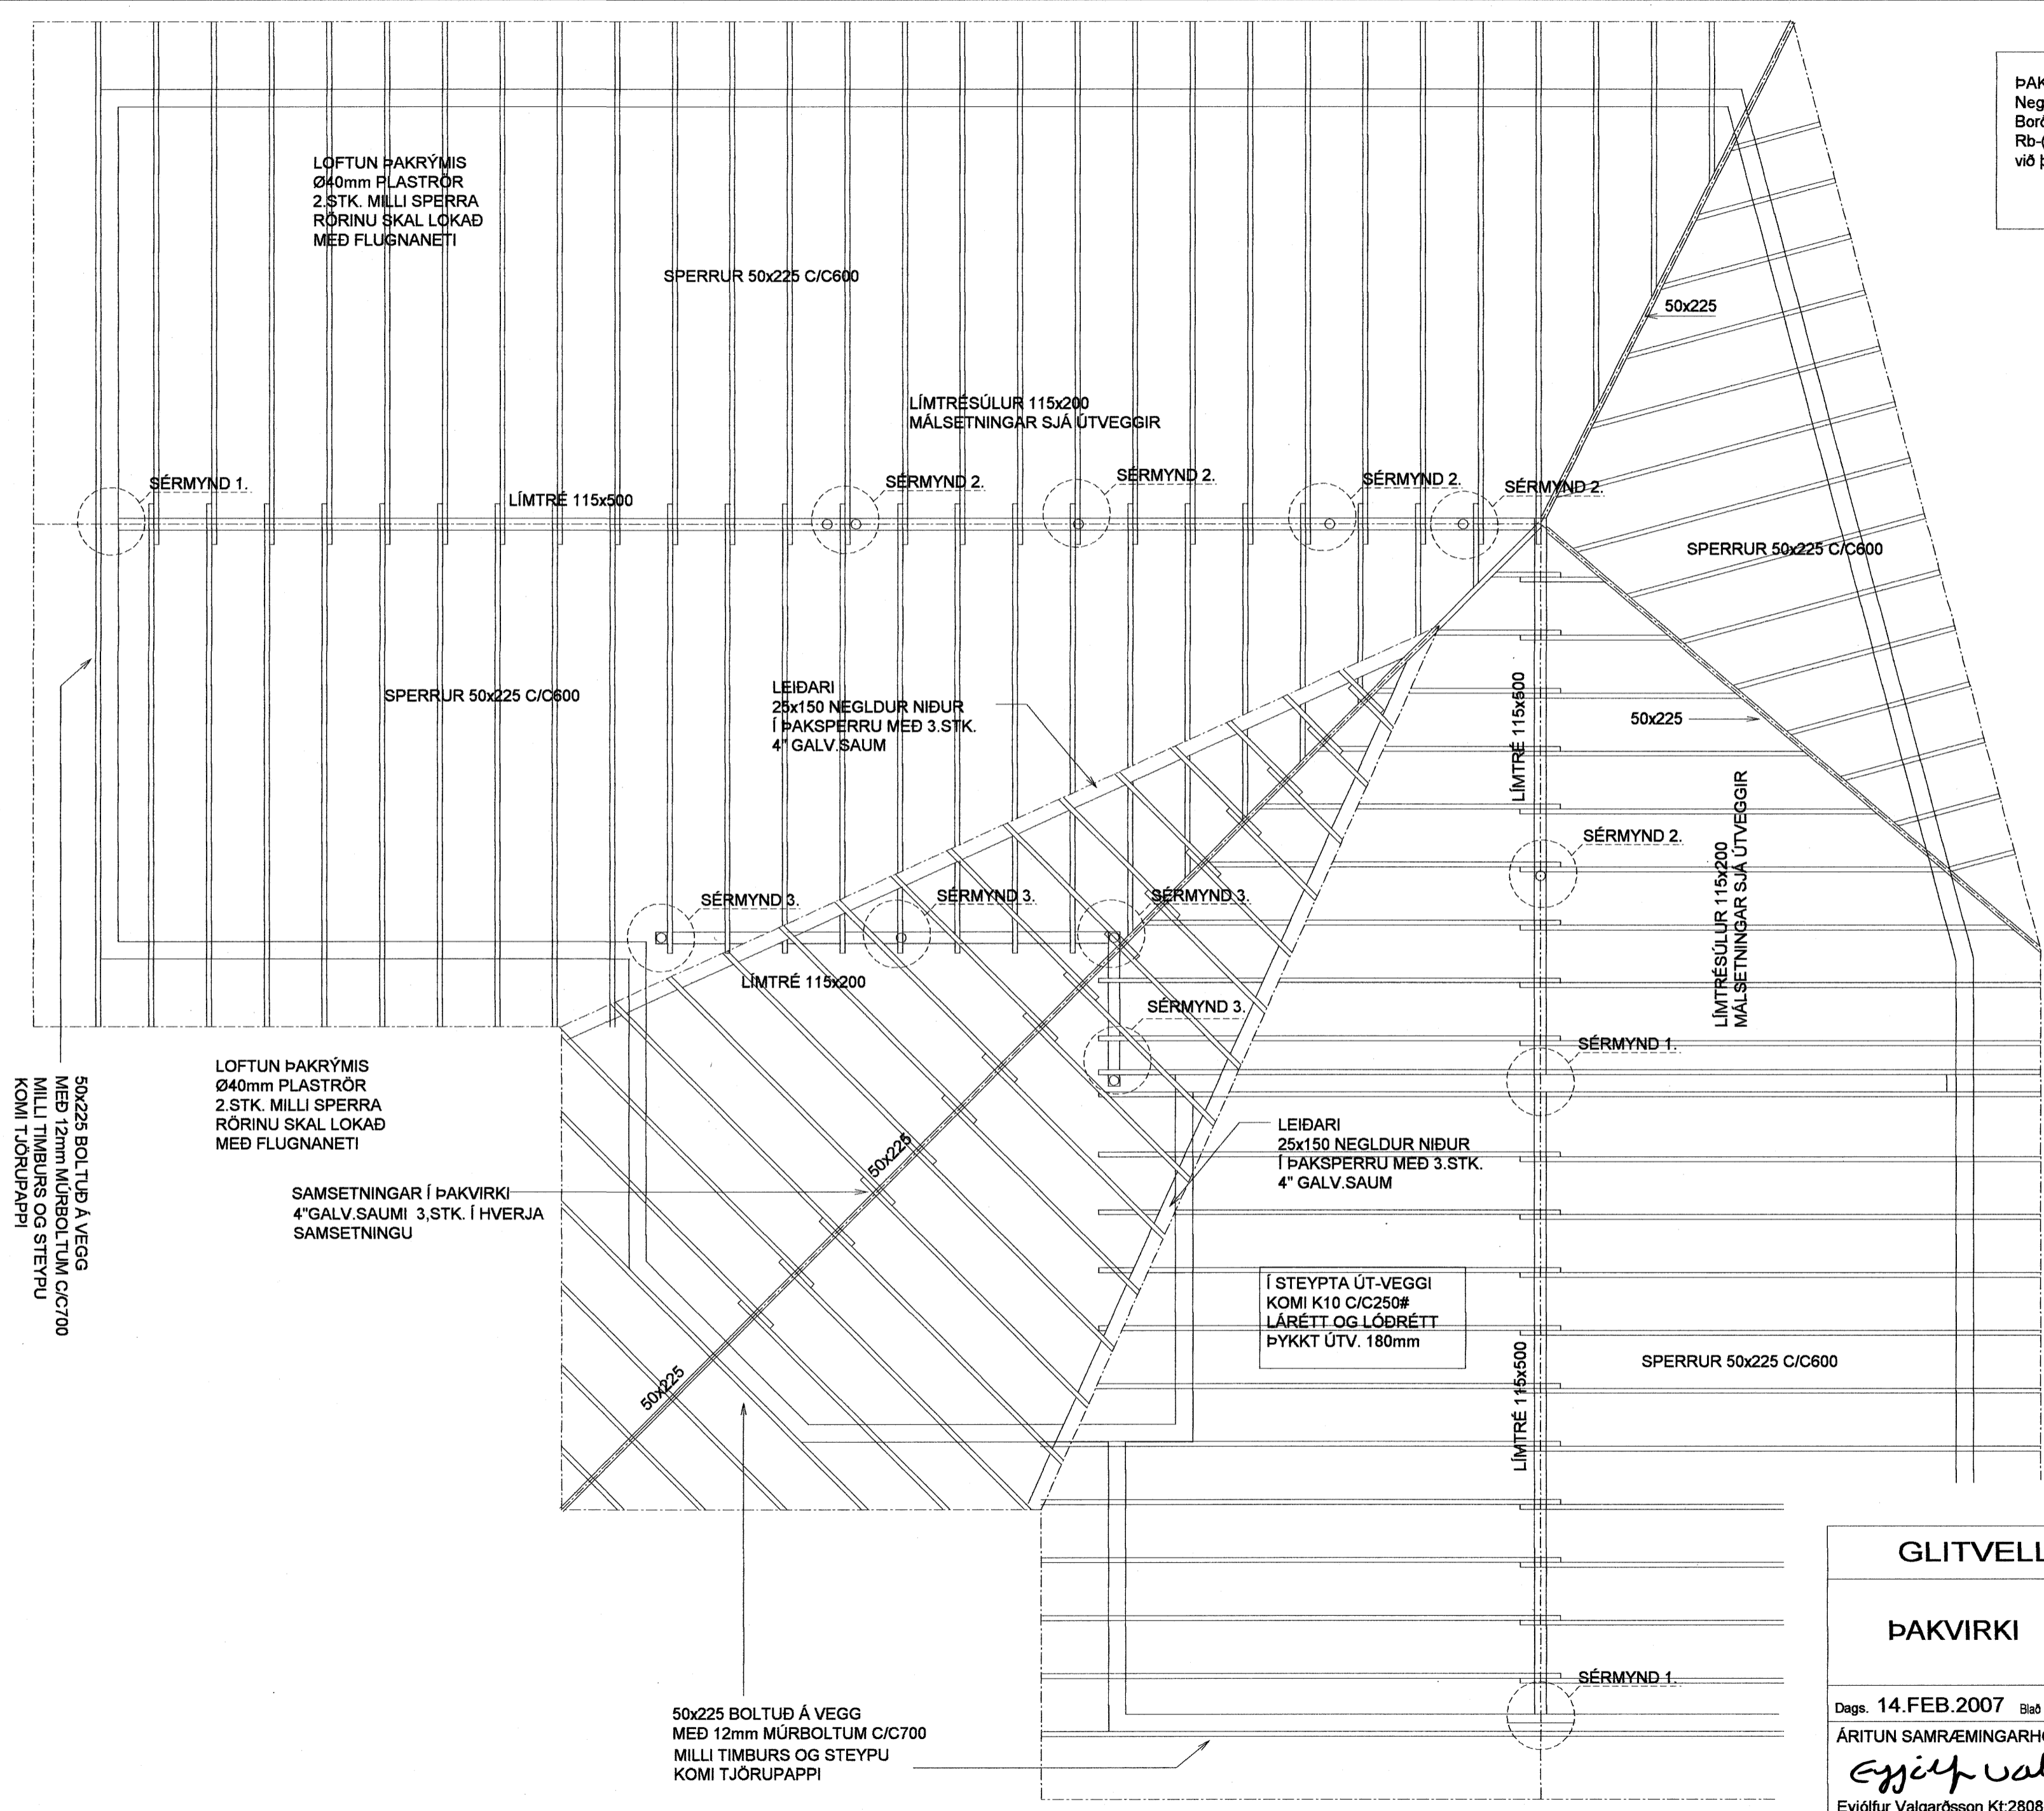 LOFTUN ÞAKRÝMIS
Ø40mm PLASTRÖR
2.STK. MILLI SPERRA
RÖRINU SKAL LOKAÐ
MEÐ FLUGNANETI
SPERRUR 50x225 C/C600
50x225
LÍMTRÉSÚLUR 115x200
MÁLSETNINGAR SJÁ ÚTVEGGIR
SÉRMYND 1.
LÍMTRÉ 115x500
SÉRMYND 2.
SÉRMYND 2.
SÉRMYND 2.
SÉRMYND 2.
SPERRUR 50x225 C/C600
SPERRUR 50x225 C/C600
LEIÐARI
25x150 NEGLDUR NIÐUR
Í ÞAKSPERRU MEÐ 3.STK.
4" GALV.SAUM
LÍMTRÉ 115x500
50x225
LÍMTRÉSÚLUR 115x200
MÁLSETNINGAR SJÁ ÚTVEGGIR
SÉRMYND 2.
SÉRMYND 3.
SÉRMYND 3.
SÉRMYND 3.
LÍMTRÉ 115x200
SÉRMYND 3.
SÉRMYND 1.
50x225 BOLTUÐ Á VEGG
MEÐ 12mm MÚRBOLTUM C/C700
MILLI TIMBURS OG STEYPU
KOMI TJÖRUPAPPI
LOFTUN ÞAKRÝMIS
Ø40mm PLASTRÖR
2.STK. MILLI SPERRA
RÖRINU SKAL LOKAÐ
MEÐ FLUGNANETI
SAMSETNINGAR Í ÞAKVIRKI
4"GALV.SAUMI 3,STK. Í HVERJA
SAMSETNINGU
50x225
LEIÐARI
25x150 NEGLDUR NIÐUR
Í ÞAKSPERRU MEÐ 3.STK.
4" GALV.SAUM
Í STEYPTA ÚT-VEGGI
KOMI K10 C/C250#
LÁRÉTT OG LÓÐRÉTT
ÞYKKT ÚTV. 180mm
50x225
LÍMTRÉ 115x500
SPERRUR 50x225 C/C600
SÉRMYND 1.
50x225 BOLTUÐ Á VEGG
MEÐ 12mm MÚRBOLTUM C/C700
MILLI TIMBURS OG STEYPU
KOMI TJÖRUPAPPI
ÞAK
Neg
Bor
Rb-
við
GLITVELL
ÞAKVIRKI
Dags. 14.FEB.2007 Blað
ÁRITUN SAMRÆMINGARH
Eyjólfur Valgarðsson Kt:2808